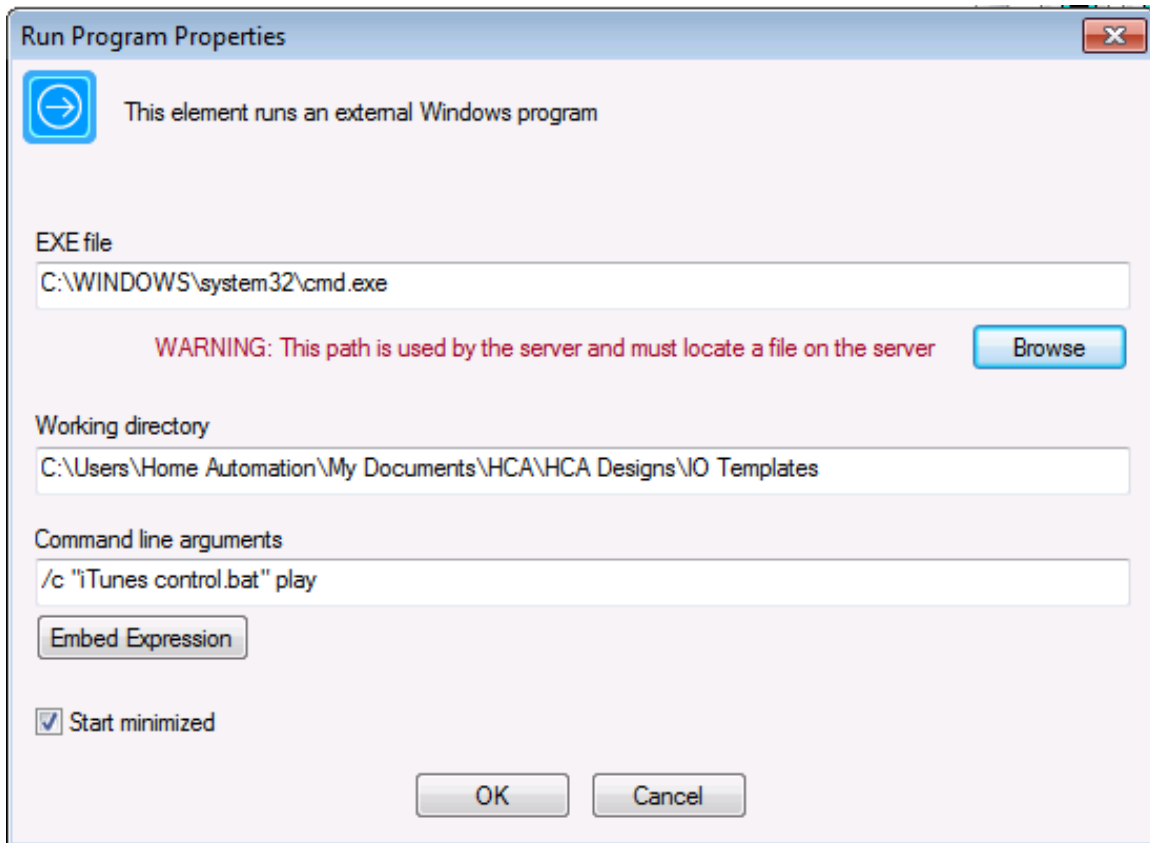 Run Program Properties
This element runs an external Windows program
EXE file
C:\WINDOWS\system32\cmd.exe
WARNING: This path is used by the server and must locate a file on the server
Browse
Working directory
C:\Users\Home Automation\My Documents\HCA\HCA Designs\IO Templates
Command line arguments
/c "iTunes control.bat" play
Embed Expression
Start minimized
OK
Cancel